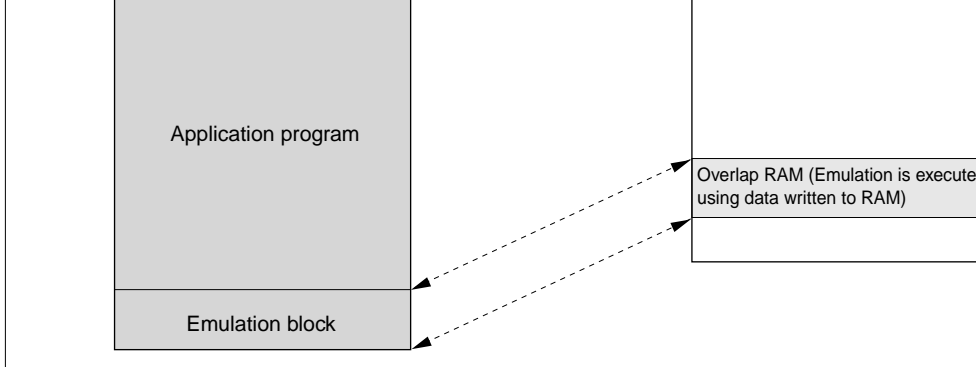 Application program
Overlap RAM (Emulation is execute
using data written to RAM)
Emulation block